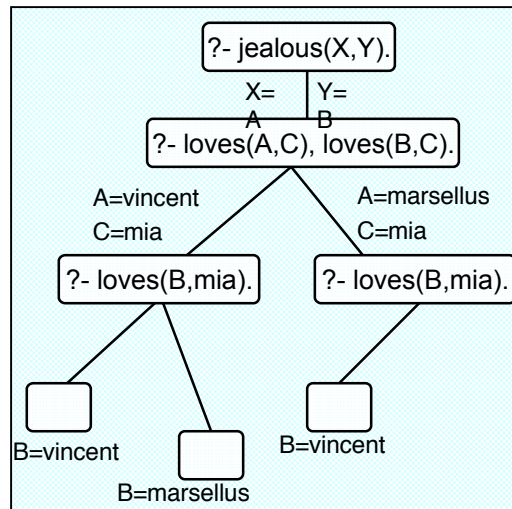 ?- jealous(X,Y).
X=
A
Y=
B
?- loves(A,C), loves(B,C).
A=vincent
C=mia
A=marsellus
C=mia
?- loves(B,mia).
?- loves(B,mia).
B=vincent
B=marsellus
B=vincent